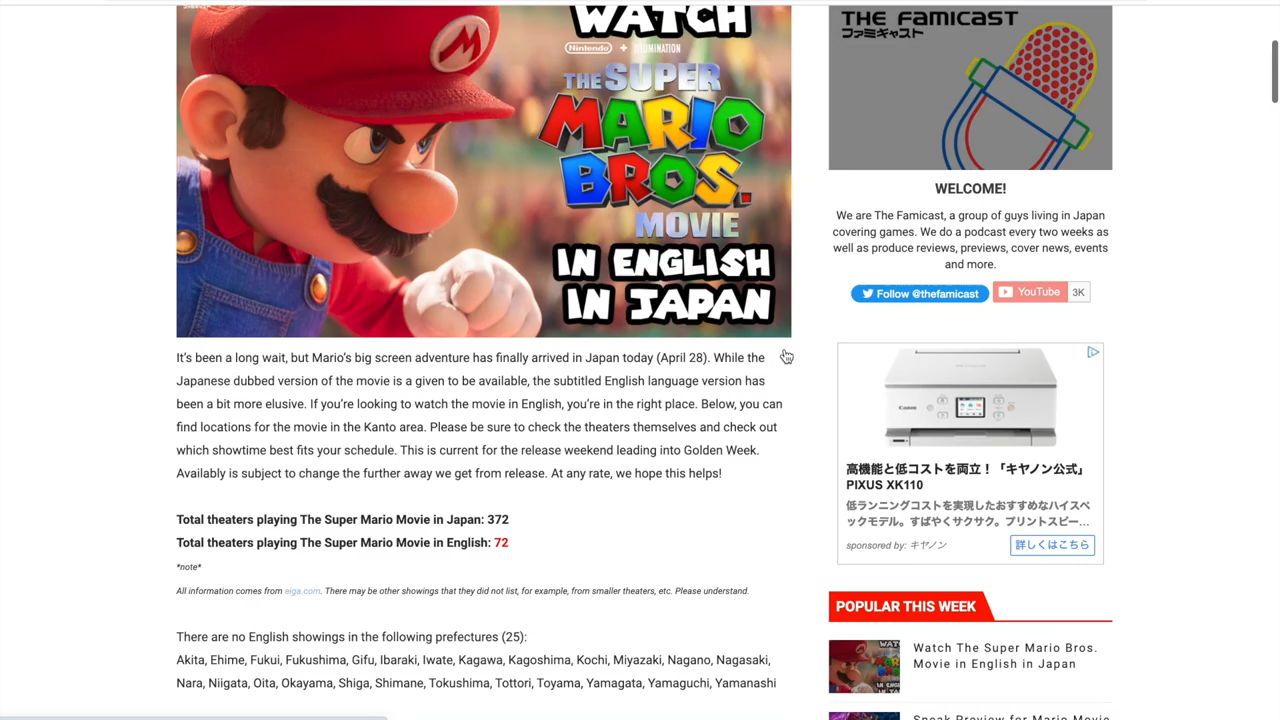 WATCH
Nintendo + ILLUMINATION
THE SUPER
MARIO
BROS.
MOVIE
IN ENGLISH
IN JAPAN
It's been a long wait, but Mario's big screen adventure has finally arrived in Japan today (April 28). While the
Japanese dubbed version of the movie is a given to be available, the subtitled English language version has
been a bit more elusive. If you're looking to watch the movie in English, you're in the right place. Below, you can
find locations for the movie in the Kanto area. Please be sure to check the theaters themselves and check out
which showtime best fits your schedule. This is current for the release weekend leading into Golden Week.
Availably is subject to change the further away we get from release. At any rate, we hope this helps!
Total theaters playing The Super Mario Movie in Japan: 372
Total theaters playing The Super Mario Movie in English: 72
*note*
All information comes from eiga.com. There may be other showings that they did not list, for example, from smaller theaters, etc. Please understand.
There are no English showings in the following prefectures (25):
Akita, Ehime, Fukui, Fukushima, Gifu, Ibaraki, Iwate, Kagawa, Kagoshima, Kochi, Miyazaki, Nagano, Nagasaki,
Nara, Niigata, Oita, Okayama, Shiga, Shimane, Tokushima, Tottori, Toyama, Yamagata, Yamaguchi, Yamanashi
THE FAMICAST
ファミキャスト
WELCOME!
We are The Famicast, a group of guys living in Japan
covering games. We do a podcast every two weeks as
well as produce reviews, previews, cover news, events
and more.
Follow @thefamicast
YouTube 3K
Canon
高機能と低コストを両立！「キヤノン公式」
PIXUS XK110
低ランニングコストを実現したおすすめなハイスペ
ックモデル。すばやくサクサク。プリントスピー...
sponsored by: キヤノン
詳しくはこちら
POPULAR THIS WEEK
Watch The Super Mario Bros.
Movie in English in Japan
Sneak Preview for Mario Movie